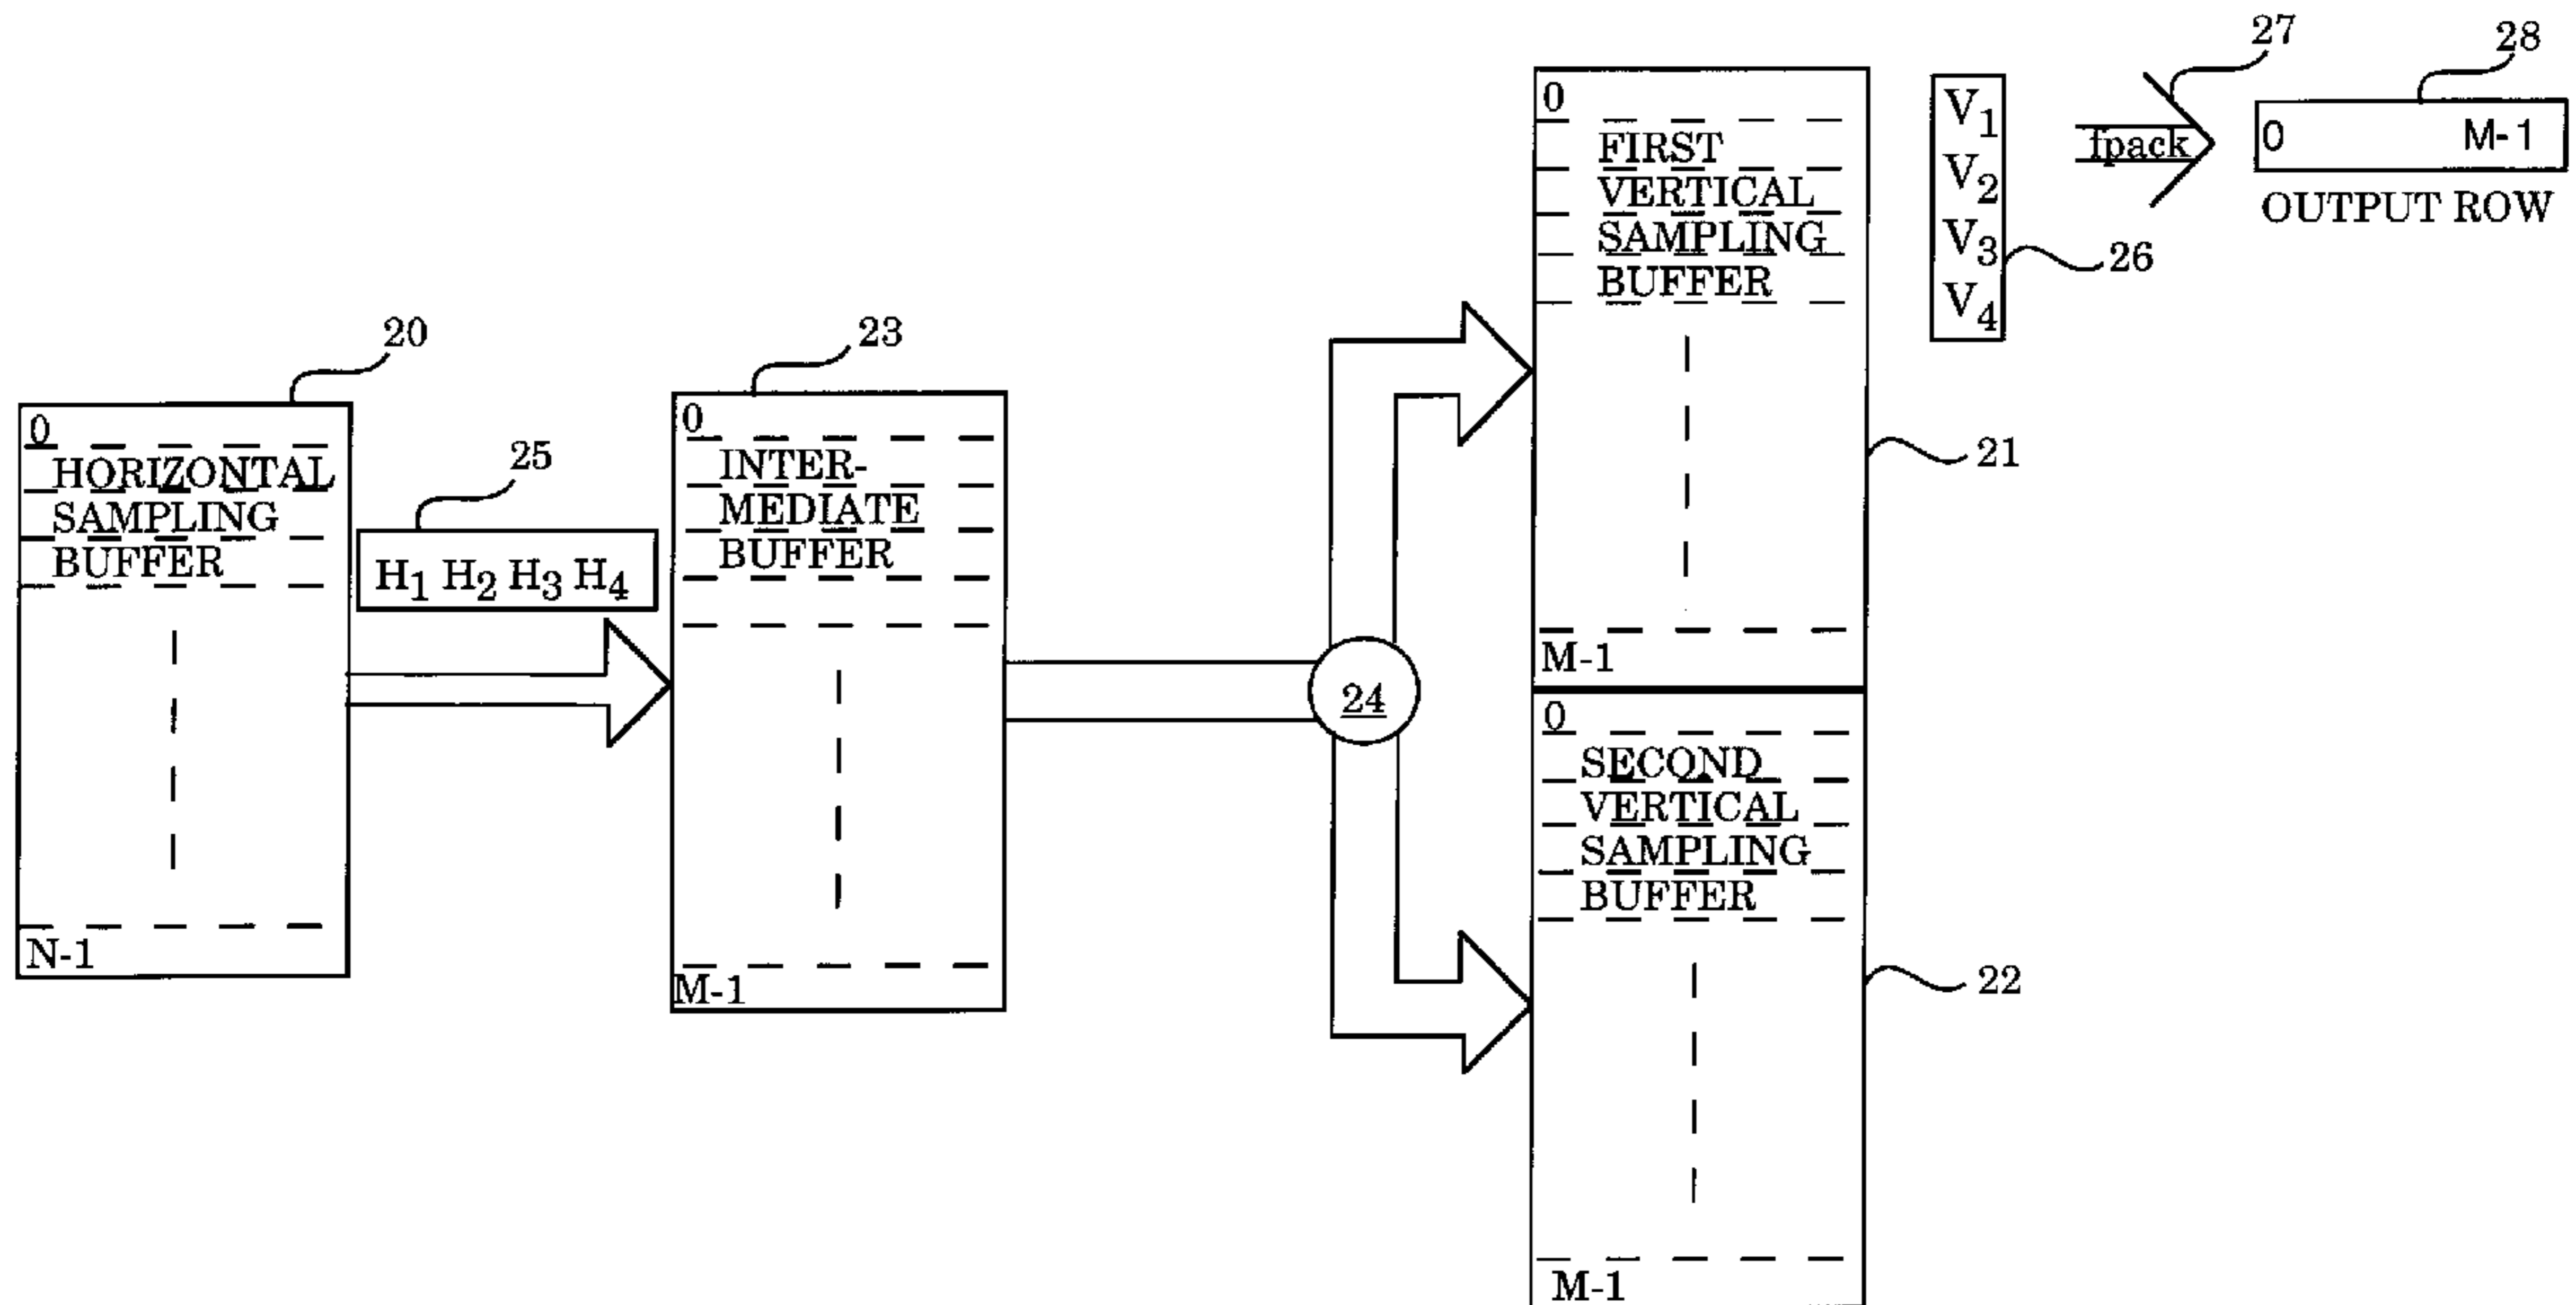 20
0
HORIZONTAL
SAMPLING
BUFFER
N-1
25
H1 H2 H3 H4
23
0
INTER-
MEDIATE
BUFFER
M-1
24
0
FIRST
VERTICAL
SAMPLING
BUFFER
M-1
21
0
SECOND
VERTICAL
SAMPLING
BUFFER
M-1
22
V1
V2
V3
V4
26
fpack
27
28
0 M-1
OUTPUT ROW